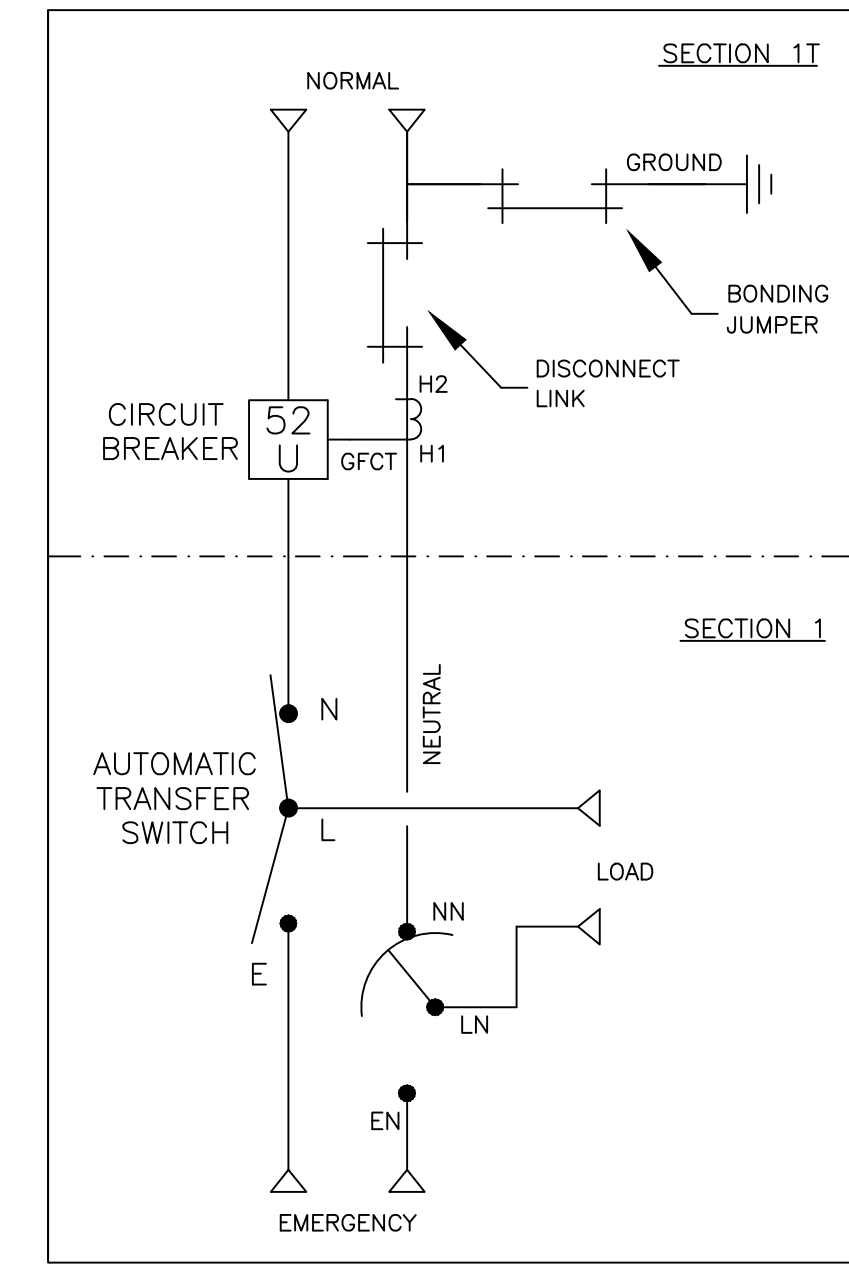 SECTION 1T
NORMAL
GROUND
BONDING
JUMPER
DISCONNECT
LINK
H2
CIRCUIT
BREAKER
52
U
GFCT
H1
SECTION 1
NEUTRAL
N
AUTOMATIC
TRANSFER
SWITCH
L
LOAD
NN
E
LN
EN
EMERGENCY